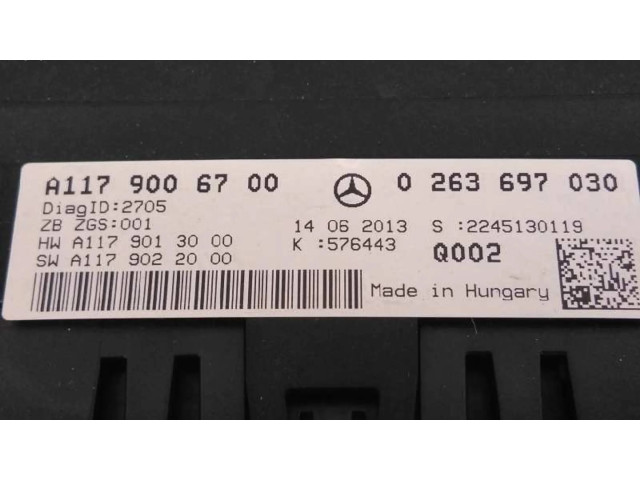 A117 900 67 00 0 263 697 030
DiagID:2705
ZB ZGS:001 14 06 2013 S :2245130119
HW A117 901 30 00 K :576443 Q002
SW A117 902 20 00
Made in Hungary